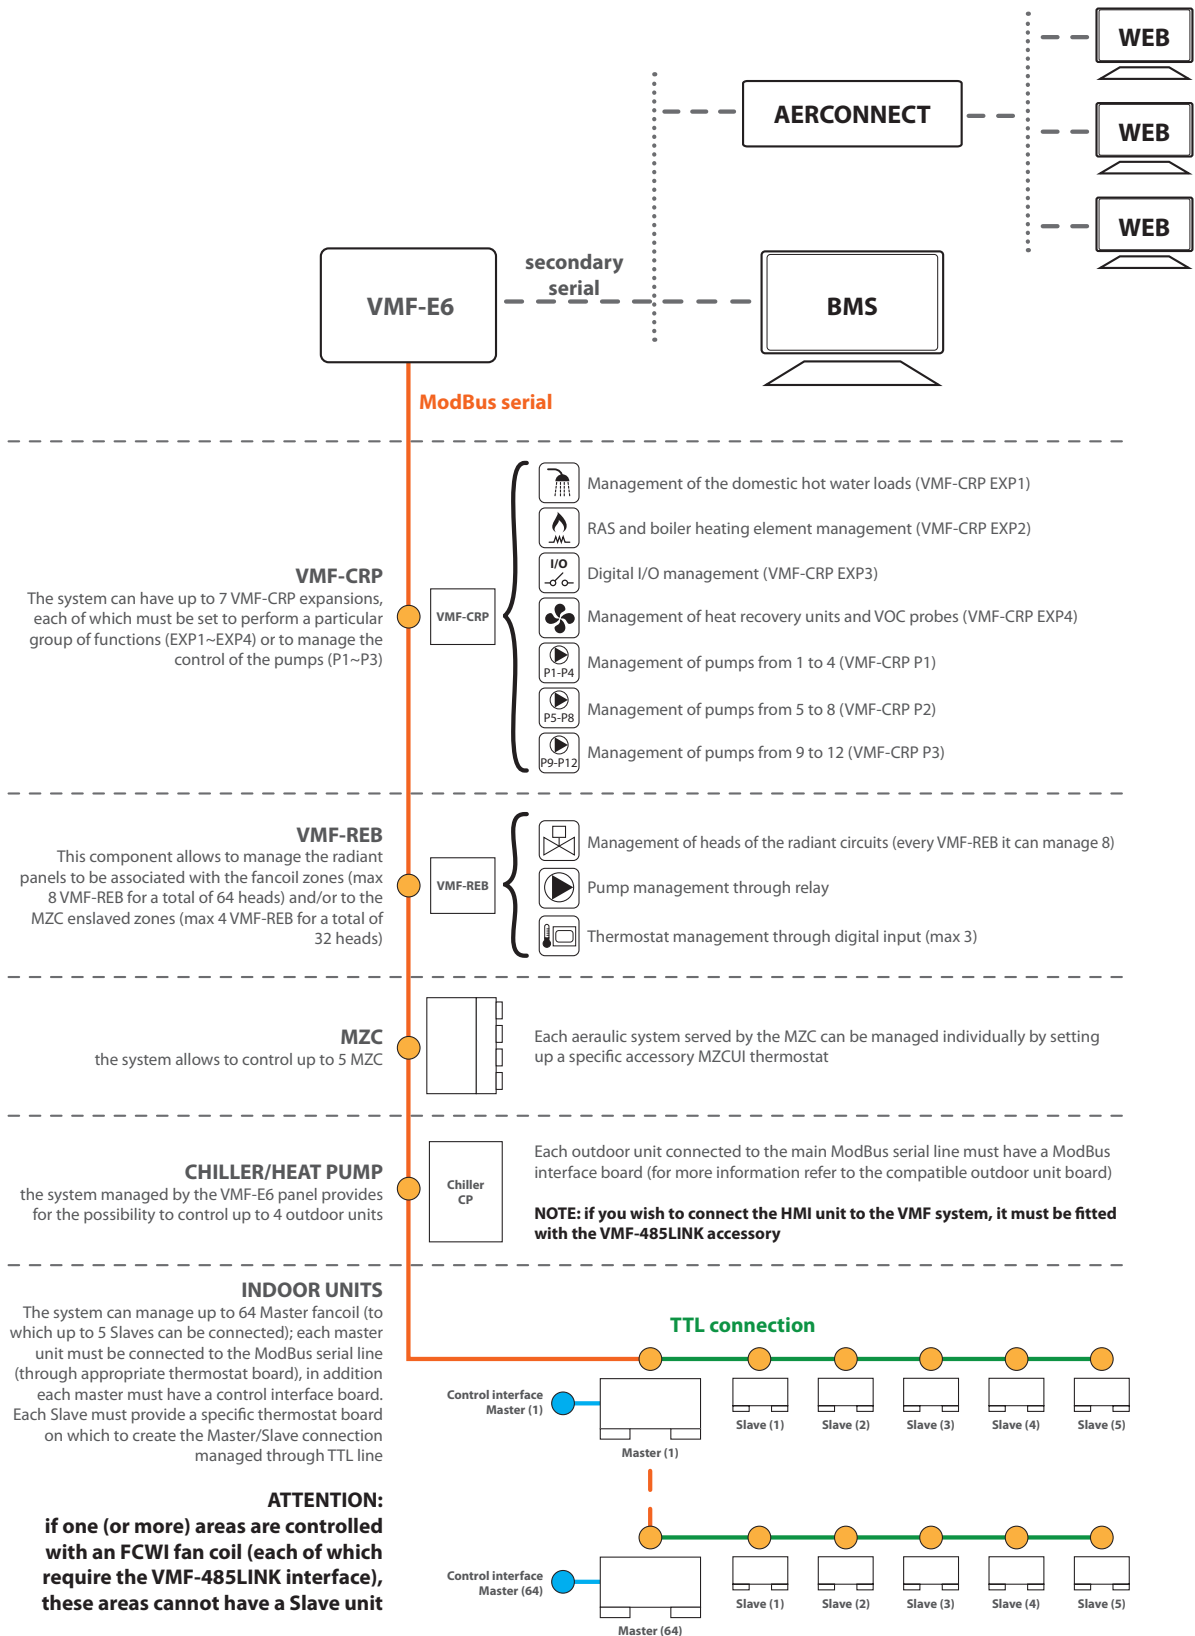 WEB
AERCONNECT
WEB
WEB
secondary
serial
VMF-E6
BMS
ModBus serial
VMF-CRP
The system can have up to 7 VMF-CRP expansions,
each of which must be set to perform a particular
group of functions (EXP1~EXP4) or to manage the
control of the pumps (P1~P3)
VMF-CRP
Management of the domestic hot water loads (VMF-CRP EXP1)
RAS and boiler heating element management (VMF-CRP EXP2)
I/O
Digital I/O management (VMF-CRP EXP3)
Management of heat recovery units and VOC probes (VMF-CRP EXP4)
P1-P4
Management of pumps from 1 to 4 (VMF-CRP P1)
P5-P8
Management of pumps from 5 to 8 (VMF-CRP P2)
P9-P12
Management of pumps from 9 to 12 (VMF-CRP P3)
VMF-REB
This component allows to manage the radiant
panels to be associated with the fancoil zones (max
8 VMF-REB for a total of 64 heads) and/or to the
MZC enslaved zones (max 4 VMF-REB for a total of
32 heads)
VMF-REB
Management of heads of the radiant circuits (every VMF-REB it can manage 8)
Pump management through relay
Thermostat management through digital input (max 3)
MZC
the system allows to control up to 5 MZC
Each aeraulic system served by the MZC can be managed individually by setting
up a specific accessory MZCUI thermostat
CHILLER/HEAT PUMP
the system managed by the VMF-E6 panel provides
for the possibility to control up to 4 outdoor units
Chiller
CP
Each outdoor unit connected to the main ModBus serial line must have a ModBus
interface board (for more information refer to the compatible outdoor unit board)
NOTE: if you wish to connect the HMI unit to the VMF system, it must be fitted
with the VMF-485LINK accessory
INDOOR UNITS
The system can manage up to 64 Master fancoil (to
which up to 5 Slaves can be connected); each master
unit must be connected to the ModBus serial line
(through appropriate thermostat board), in addition
each master must have a control interface board.
Each Slave must provide a specific thermostat board
on which to create the Master/Slave connection
managed through TTL line
ATTENTION:
if one (or more) areas are controlled
with an FCWI fan coil (each of which
require the VMF-485LINK interface),
these areas cannot have a Slave unit
TTL connection
Control interface
Master (1)
Master (1)
Slave (1)
Slave (2)
Slave (3)
Slave (4)
Slave (5)
Control interface
Master (64)
Master (64)
Slave (1)
Slave (2)
Slave (3)
Slave (4)
Slave (5)